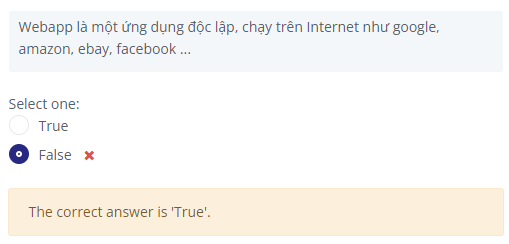 Webapp là một ứng dụng độc lập, chạy trên Internet như google,
amazon, ebay, facebook ...
Select one:
True
False
The correct answer is 'True'.